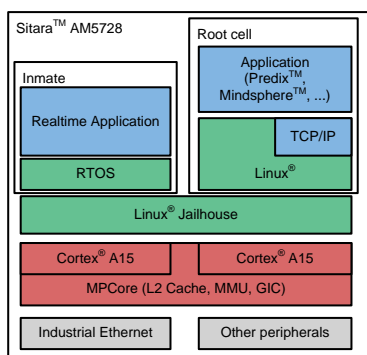 Sitara™ AM5728
Root cell
Application
(Predix™,
Mindsphere™, ...)
TCP/IP
Linux®
Inmate
Realtime Application
RTOS
Linux® Jailhouse
Cortex® A15
Cortex® A15
MPCore (L2 Cache, MMU, GIC)
Industrial Ethernet
Other peripherals